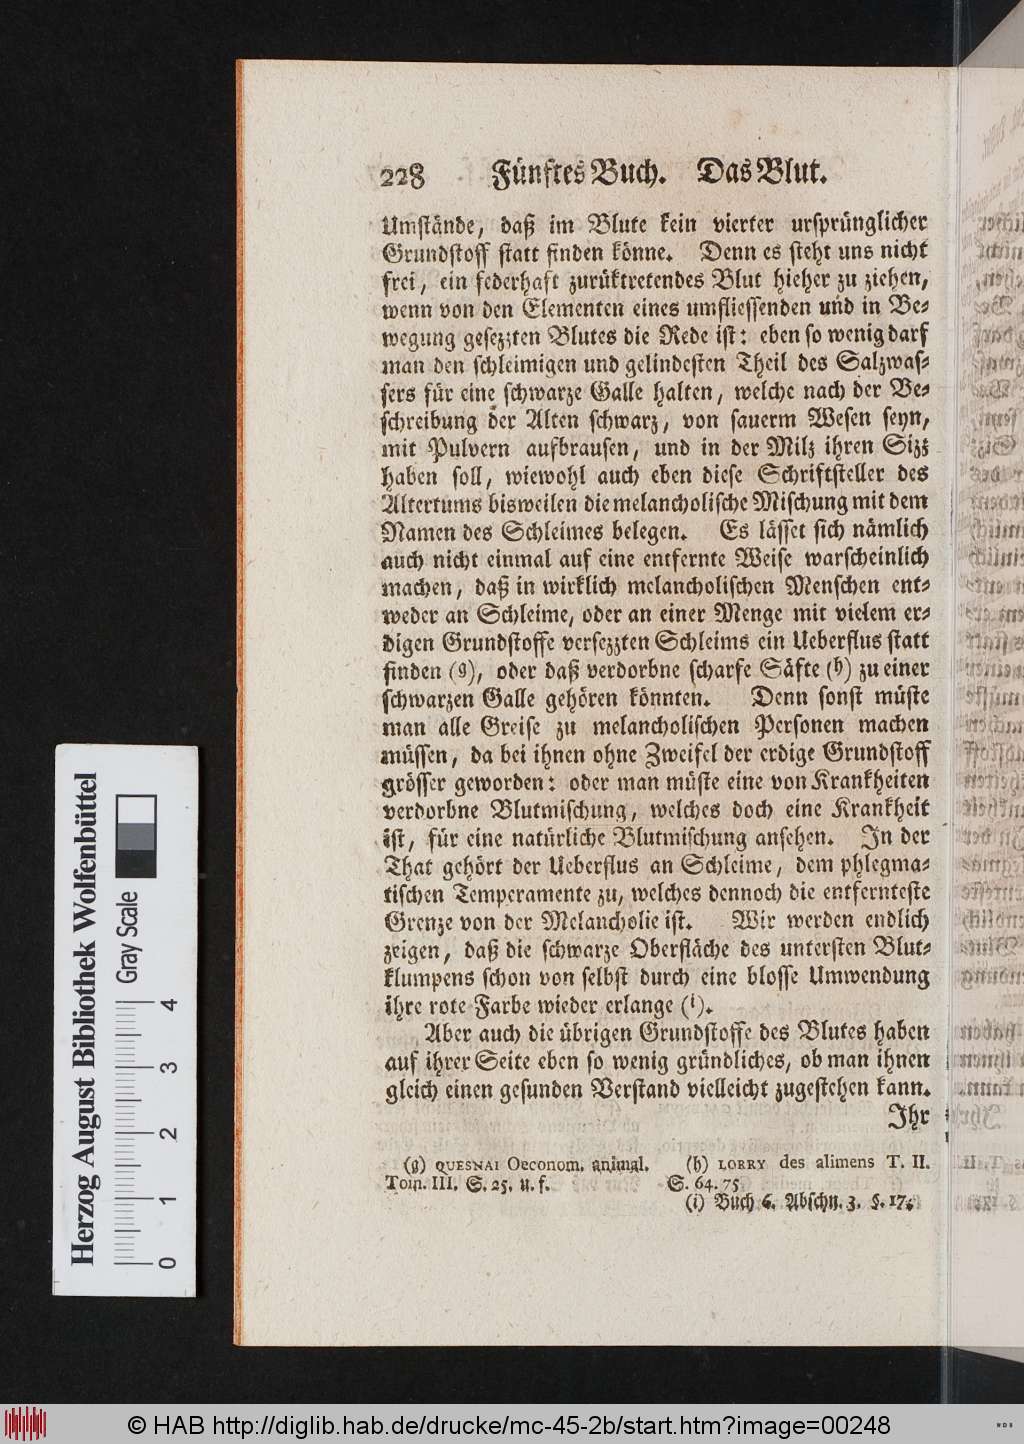 228 Fünftes Buch. Das Blut.
Umstände, daß im Blute kein vierter ursprünglicher
Grundstoff statt finden könne. Denn es steht uns nicht
frei, ein federhaft zurüktretendes Blut hieher zu ziehen,
wenn von den Elementen eines umfliessenden und in Be-
wegung gesezzten Blutes die Rede ist: eben so wenig darf
man den schleimigen und gelindesten Theil des Salzwas-
sers für eine schwarze Galle halten, welche nach der Be-
schreibung der Alten schwarz, von sauerm Wesen seyn,
mit Pulvern aufbrausen, und in der Milz ihren Sizz
haben soll, wiewohl auch eben diese Schriftsteller des
Altertums bisweilen die melancholische Mischung mit dem
Namen des Schleimes belegen. Es lässet sich nämlich
auch nicht einmal auf eine entfernte Weise warscheinlich
machen, daß in wirklich melancholischen Menschen ent-
weder an Schleime, oder an einer Menge mit vielem er-
digen Grundstoffe versezzten Schleims ein Ueberflus statt
finden (g), oder daß verdorbne scharfe Säfte (h) zu einer
schwarzen Galle gehören könnten. Denn sonst müste
man alle Greise zu melancholischen Personen machen
müssen, da bei ihnen ohne Zweifel der erdige Grundstoff
grösser geworden: oder man müste eine von Krankheiten
verdorbne Blutmischung, welches doch eine Krankheit
ist, für eine natürliche Blutmischung ansehen. In der
That gehört der Ueberflus an Schleime, dem phlegma-
tischen Temperamente zu, welches dennoch die entfernteste
Grenze von der Melancholie ist. Wir werden endlich
zeigen, daß die schwarze Oberfläche des untersten Blut-
klumpens schon von selbst durch eine blosse Umwendung
ihre rote Farbe wieder erlange (i).
Aber auch die übrigen Grundstoffe des Blutes haben
auf ihrer Seite eben so wenig gründliches, ob man ihnen
gleich einen gesunden Verstand vielleicht zugestehen kann.
Ihr
(g) QUESNAI Oeconom. animal.
Tom. III. S. 25. u. f.
(h) LORRY des alimens T. II.
S. 64. 75
(i) Buch 6. Abschn. 3. §. 17.
Herzog August Bibliothek Wolfenbüttel
Gray Scale
0 1 2 3 4
© HAB http://diglib.hab.de/drucke/mc-45-2b/start.htm?image=00248